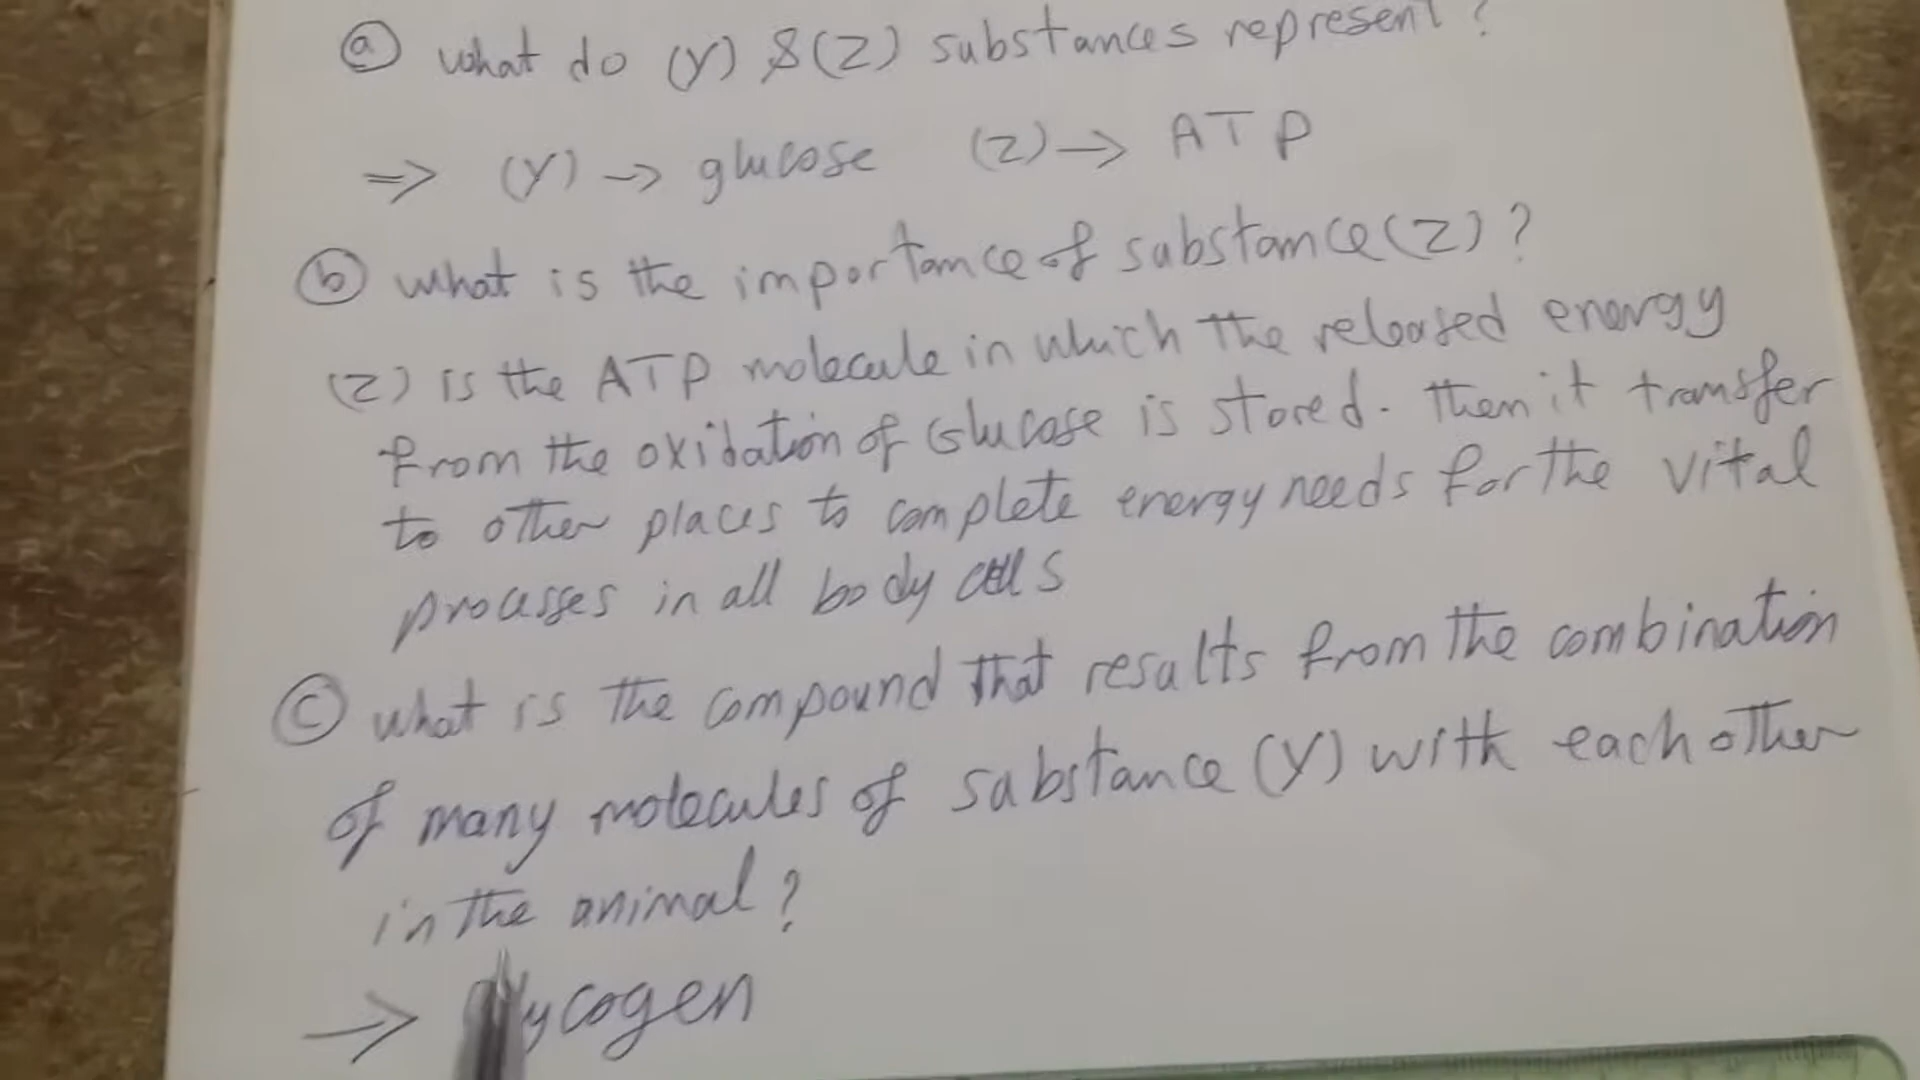 ⓐ what do (Y) & (Z) substances represent?
=> (Y) -> glucose (Z) -> ATP
ⓑ what is the importance of substance (Z)?
(Z) is the ATP molecule in which the released energy
from the oxidation of Glucose is stored. Then it transfer
to other places to complete energy needs for the vital
processes in all body cells
ⓒ what is the compound that results from the combination
of many molecules of substance (Y) with each other
in the animal?
-> Glycogen